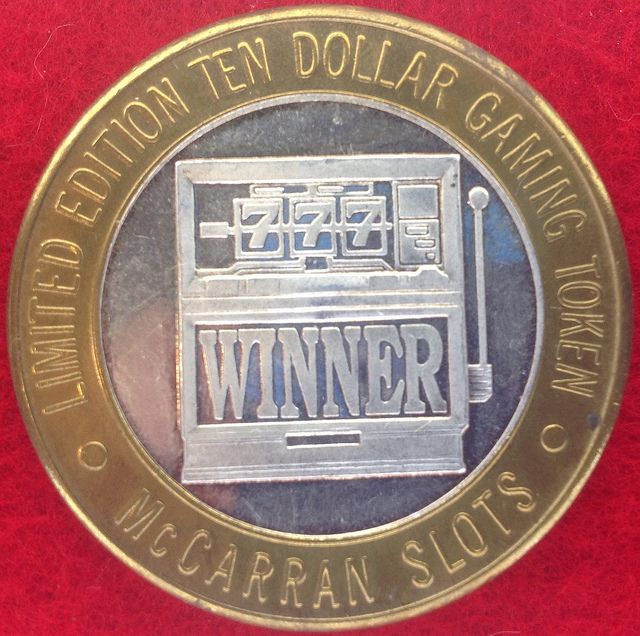 LIMITED EDITION TEN DOLLAR GAMING TOKEN
777
WINNER
McCARRAN SLOTS